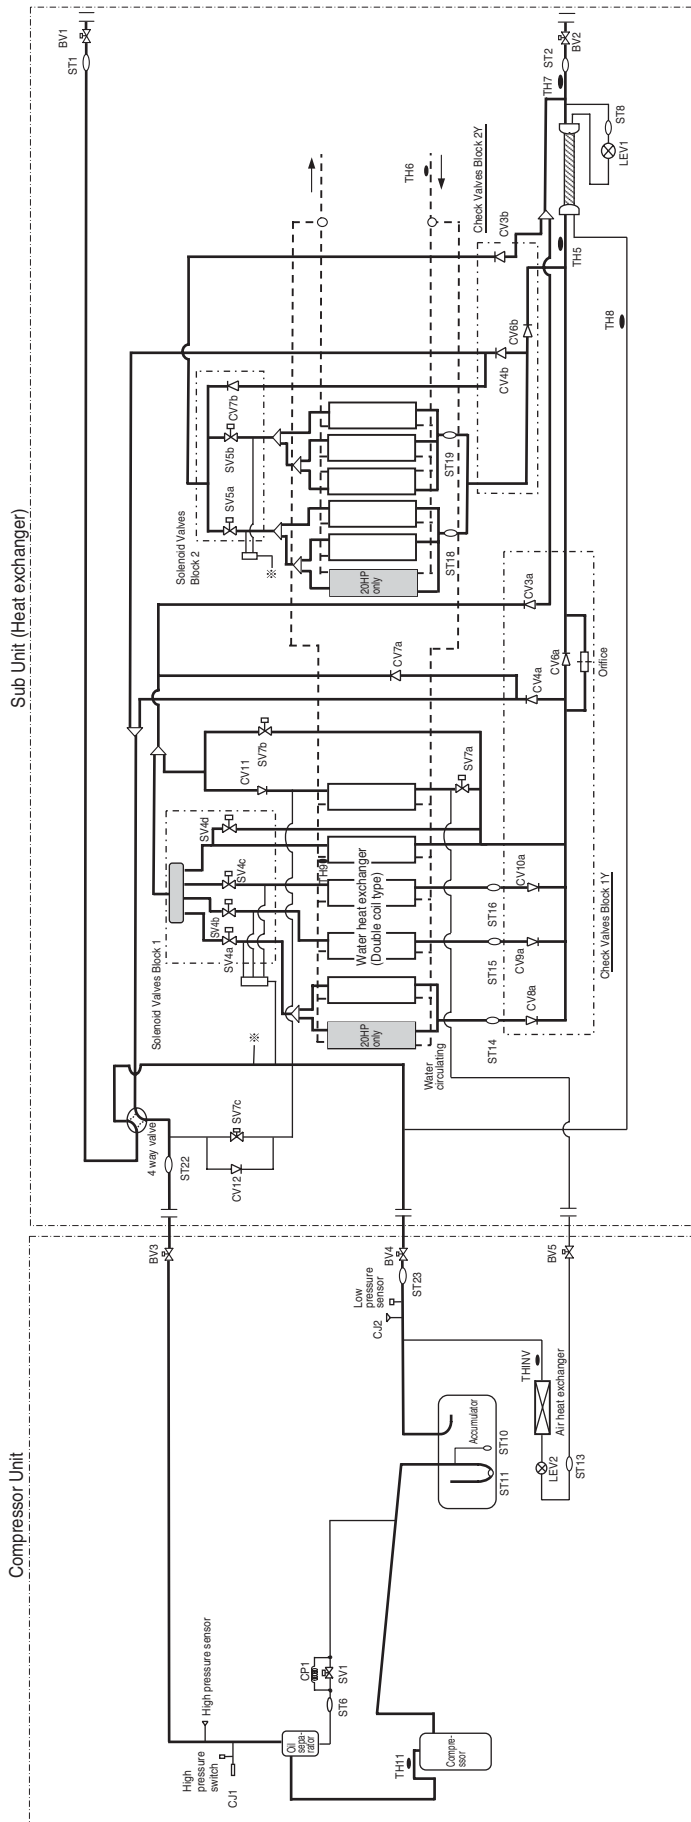 Sub Unit (Heat exchanger)
BV1
ST1
BV2
ST2
TH7
ST8
LEV1
TH6
Check Valves Block 2Y
CV3b
TH5
TH8
CV6b
CV4b
CV7b
SV5b
SV5a
Solenoid Valves
Block 2
※
ST19
ST18
20HP
only
CV3a
CV7a
CV6a
Orifice
CV4a
SV7b
CV11
SV7a
SV4d
SV4c
SV4b
SV4a
Solenoid Valves Block 1
Water heat exchanger
(Double coil type)
CV10a
ST16
CV9a
ST15
CV8a
ST14
Check Valves Block 1Y
20HP
only
Water
circulating
※
SV7c
CV12
4 way valve
ST22
Compressor Unit
BV3
BV4
ST23
BV5
Low
pressure
sensor
CJ2
THINV
Air heat exchanger
LEV2
ST13
Accumulator
ST10
ST11
High pressure sensor
High
pressure
switch
CJ1
CP1
SV1
ST6
Oil
sepa-
rator
TH11
Compre-
ssor